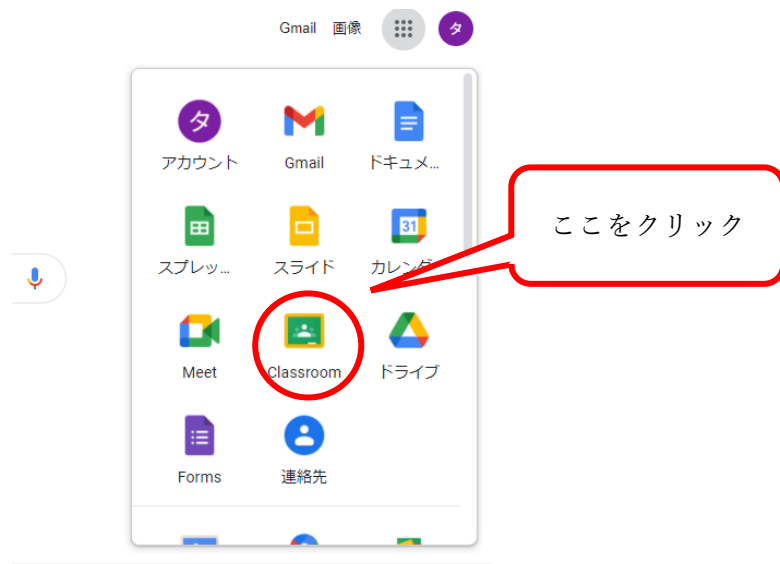 Gmail 画像 タ
タ
アカウント Gmail ドキュメ...
31
スプレッ... スライド カレンダ
ここをクリック
Meet Classroom ドライブ
Forms 連絡先